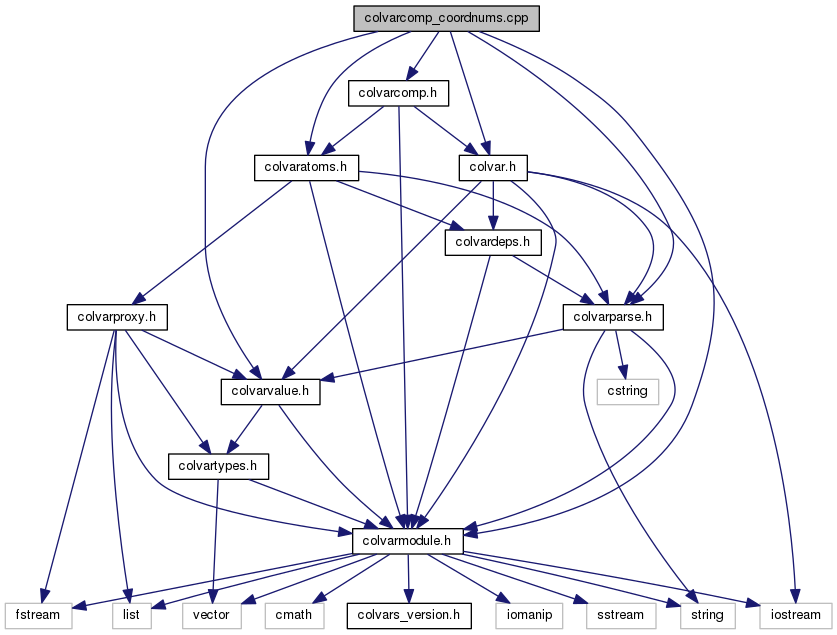 colvarcomp_coordnums.cpp
colvarcomp.h
colvaratoms.h
colvar.h
colvardeps.h
colvarproxy.h
colvarparse.h
colvarvalue.h
cstring
colvartypes.h
colvarmodule.h
fstream
list
vector
cmath
colvars_version.h
iomanip
sstream
string
iostream